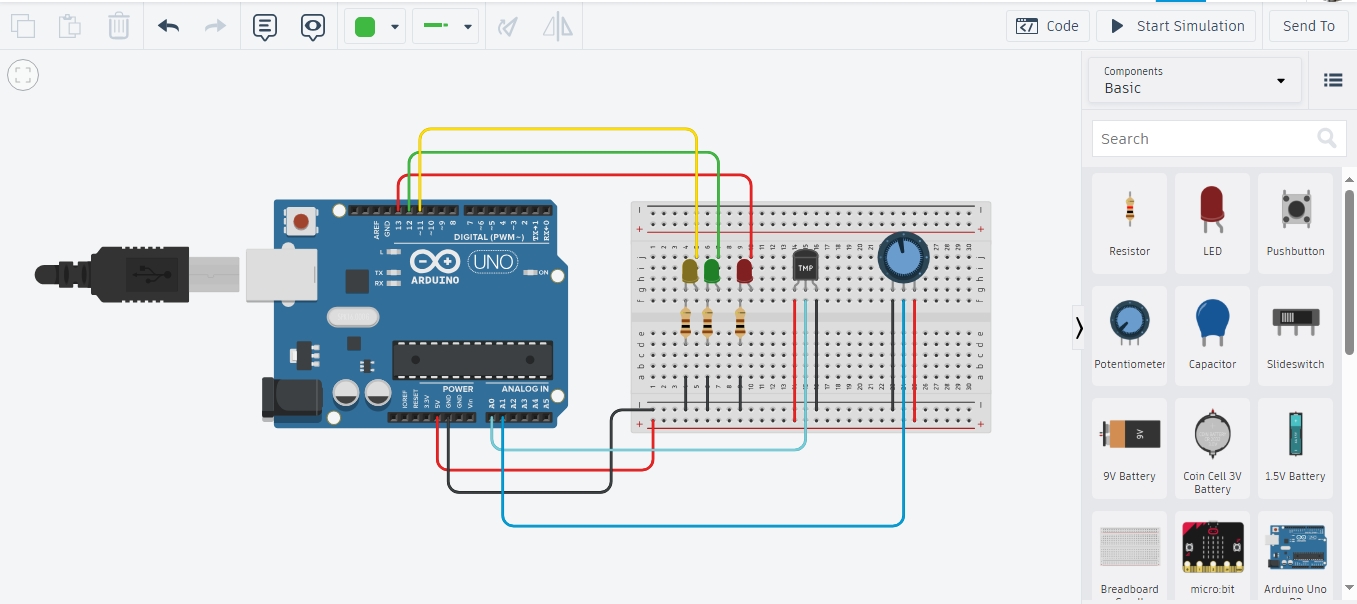 Code
Start Simulation
Send To
Components
Basic
Search
Resistor
LED
Pushbutton
Potentiometer
Capacitor
Slideswitch
9V
9V Battery
Coin Cell 3V
Battery
1.5V Battery
Breadboard
micro:bit
Arduino Uno
AREF
GND
13
12
~11
~10
~9
8
7
~6
~5
4
~3
2
TX→1
RX←0
DIGITAL (PWM~)
L
TX
RX
ARDUINO
UNO
ON
POWER
ANALOG IN
IOREF
RESET
3.3V
5V
GND
GND
Vin
A0
A1
A2
A3
A4
A5
TMP
j
i
h
g
f
e
d
c
b
a